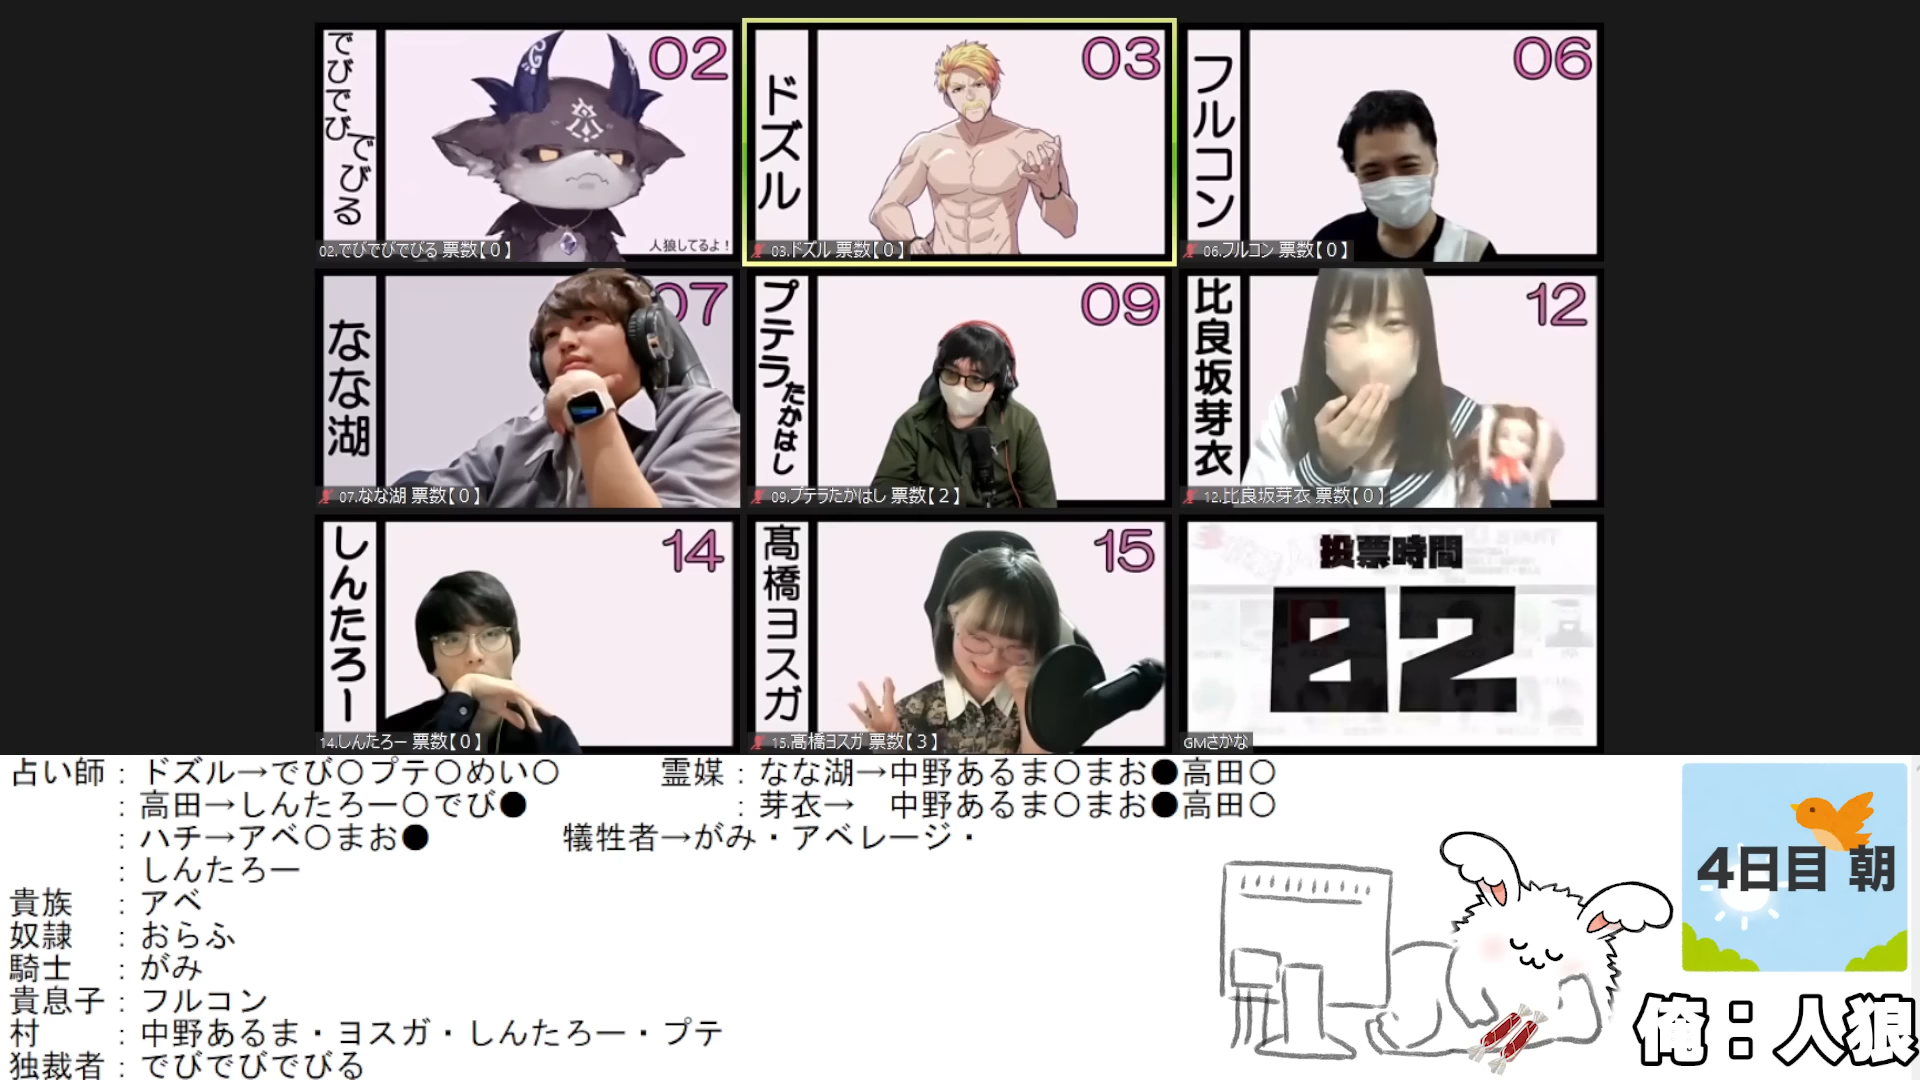 でびでび
でびる
02
人狼してるよ！
02.でびでびでびる 票数【０】
ドズル
03
03.ドズル 票数【０】
フルコン
06
06.フルコン 票数【０】
なな湖
07
07.なな湖 票数【０】
プテラ
たかはし
09
09.プテラたかはし 票数【２】
比良坂芽衣
12
12.比良坂芽衣 票数【０】
しんたろー
14
14.しんたろー 票数【０】
髙橋ヨスガ
15
15.髙橋ヨスガ 票数【３】
投票時間
02
GMさかな
占い師：ドズル→でび〇プテ〇めい〇
：高田→しんたろー〇でび●
：ハチ→アベ〇まお●
：しんたろー
霊媒：なな湖→中野あるま〇まお●高田〇
：芽衣→　中野あるま〇まお●高田〇
犠牲者→がみ・アベレージ・
貴族　：アベ
奴隷　：おらふ
騎士　：がみ
貴息子：フルコン
村　　：中野あるま・ヨスガ・しんたろー・プテ
独裁者：でびでびでびる
4日目 朝
俺：人狼